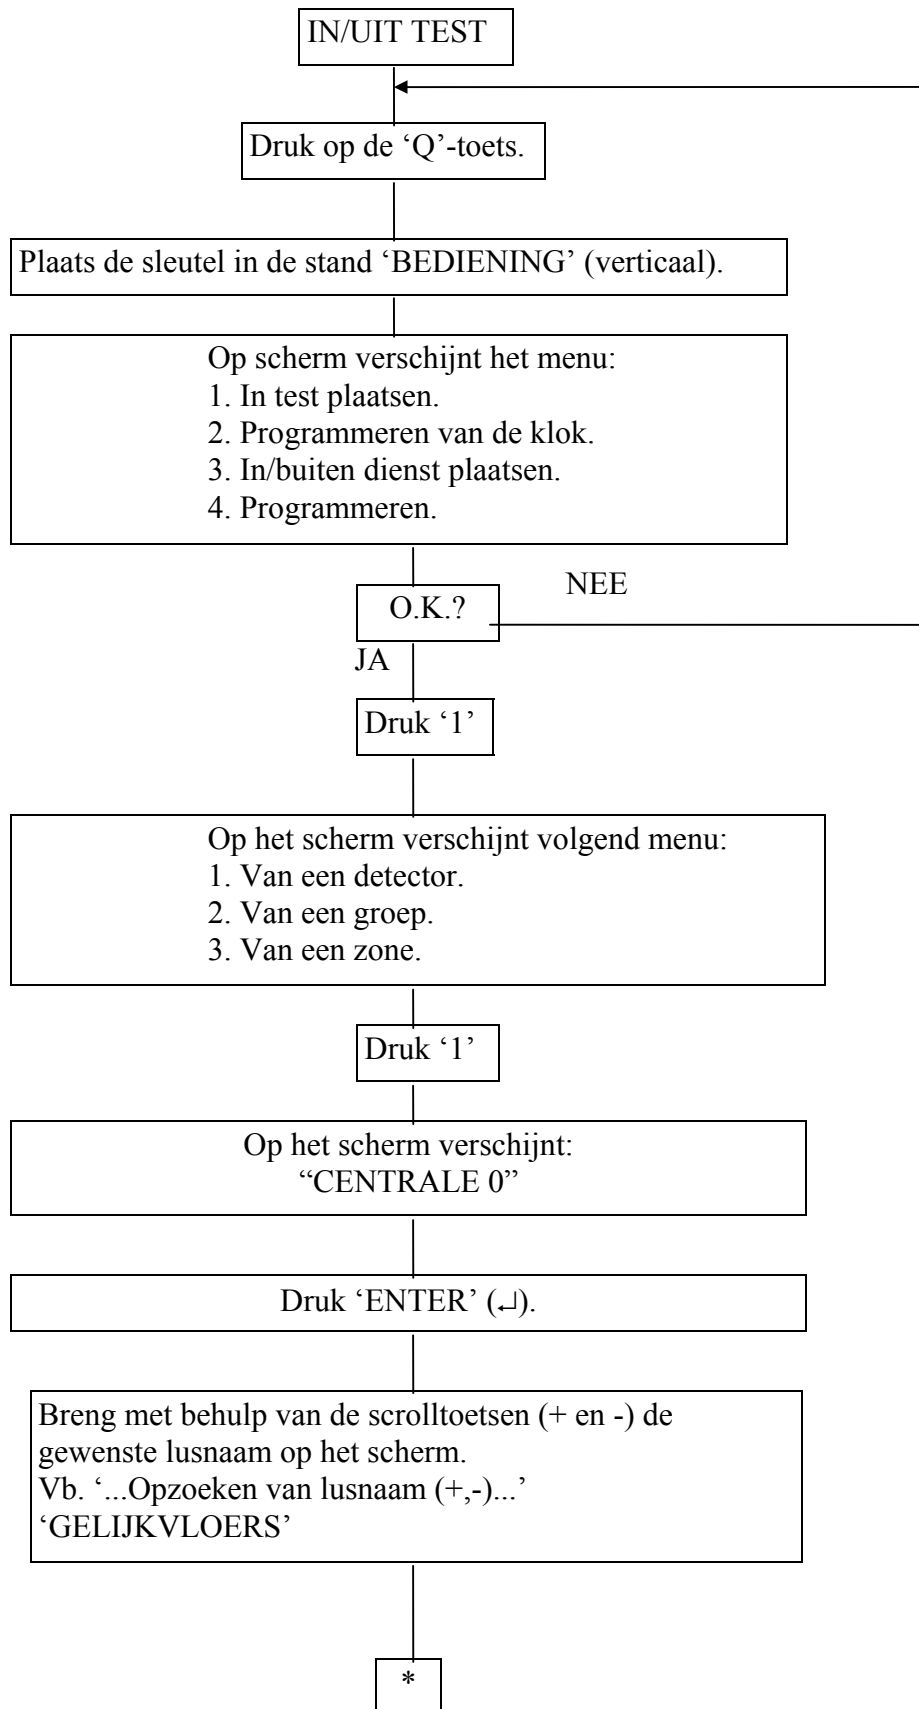 IN/UIT TEST
Druk op de ‘Q’-toets.
Plaats de sleutel in de stand ‘BEDIENING’ (verticaal).
Op scherm verschijnt het menu:
1. In test plaatsen.
2. Programmeren van de klok.
3. In/buiten dienst plaatsen.
4. Programmeren.
NEE
O.K.?
JA
Druk ‘1’
Op het scherm verschijnt volgend menu:
1. Van een detector.
2. Van een groep.
3. Van een zone.
Druk ‘1’
Op het scherm verschijnt:
“CENTRALE 0”
Druk ‘ENTER’ (↵).
Breng met behulp van de scrolltoetsen (+ en -) de
gewenste lusnaam op het scherm.
Vb. ‘...Opzoeken van lusnaam (+,-)...’
‘GELIJKVLOERS’
*